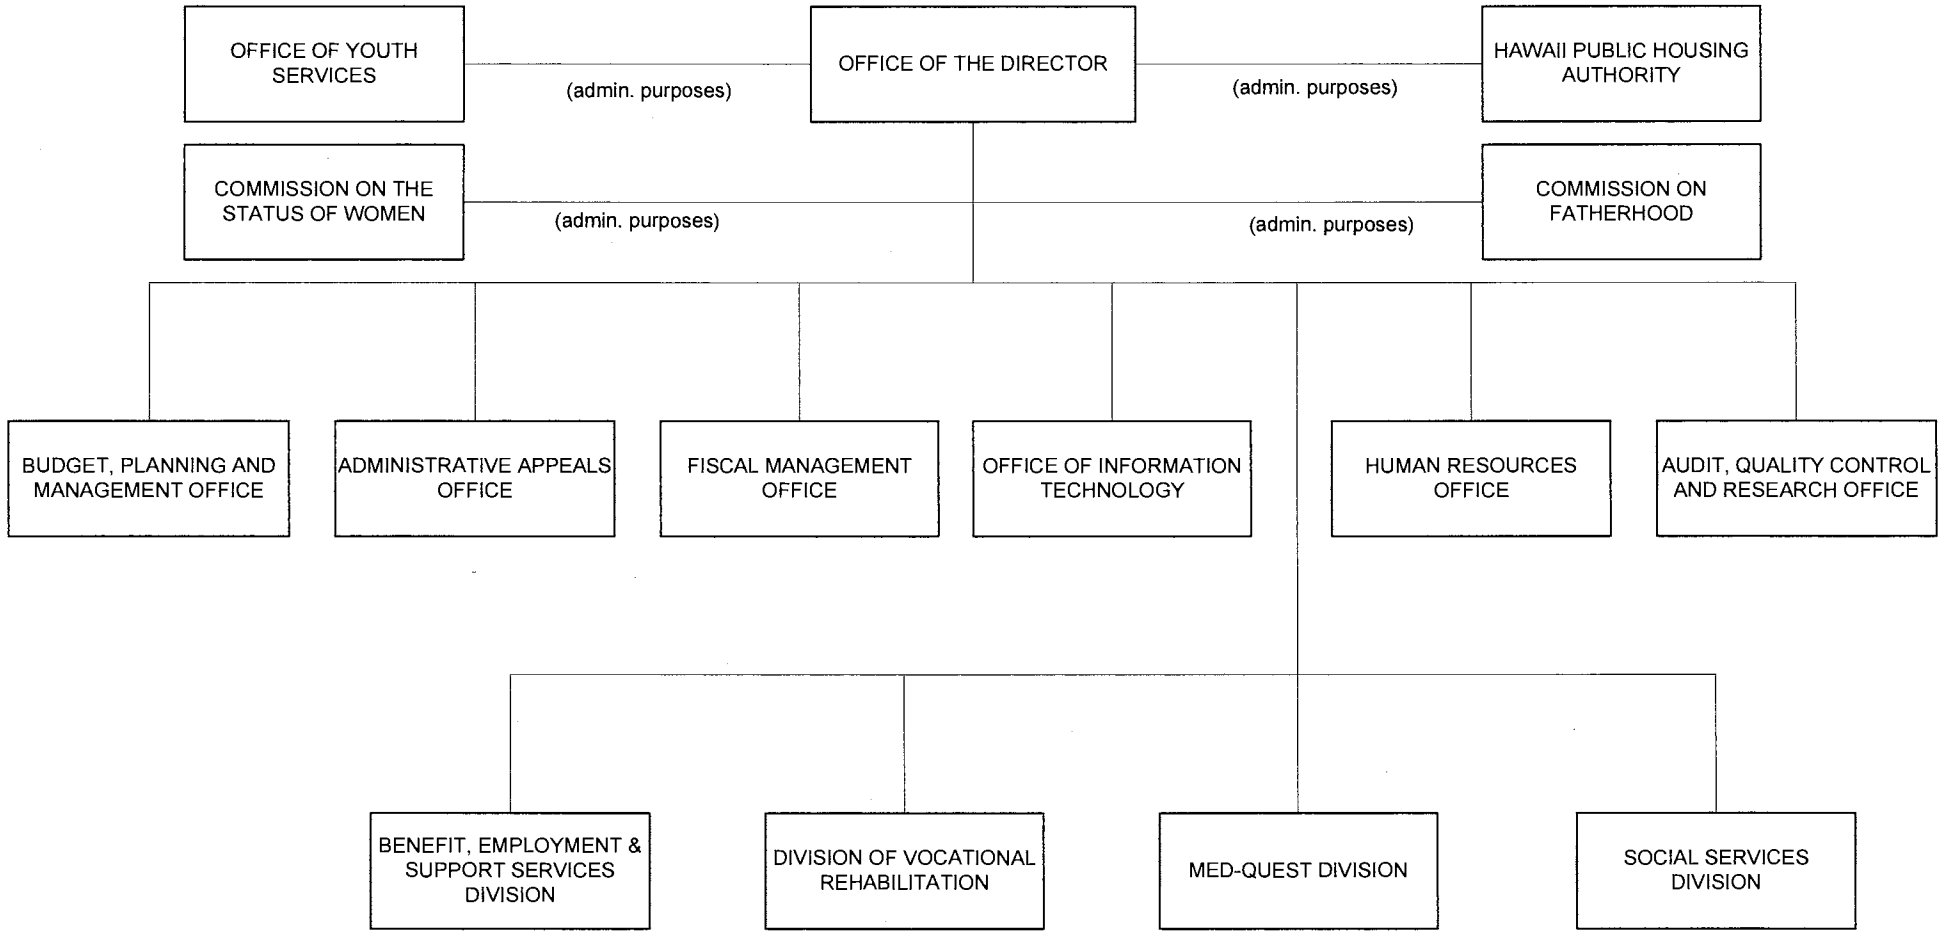 OFFICE OF YOUTH
SERVICES
(admin. purposes)
OFFICE OF THE DIRECTOR
(admin. purposes)
HAWAII PUBLIC HOUSING
AUTHORITY
COMMISSION ON THE
STATUS OF WOMEN
(admin. purposes)
(admin. purposes)
COMMISSION ON
FATHERHOOD
BUDGET, PLANNING AND
MANAGEMENT OFFICE
ADMINISTRATIVE APPEALS
OFFICE
FISCAL MANAGEMENT
OFFICE
OFFICE OF INFORMATION
TECHNOLOGY
HUMAN RESOURCES
OFFICE
AUDIT, QUALITY CONTROL
AND RESEARCH OFFICE
BENEFIT, EMPLOYMENT &
SUPPORT SERVICES
DIVISION
DIVISION OF VOCATIONAL
REHABILITATION
MED-QUEST DIVISION
SOCIAL SERVICES
DIVISION